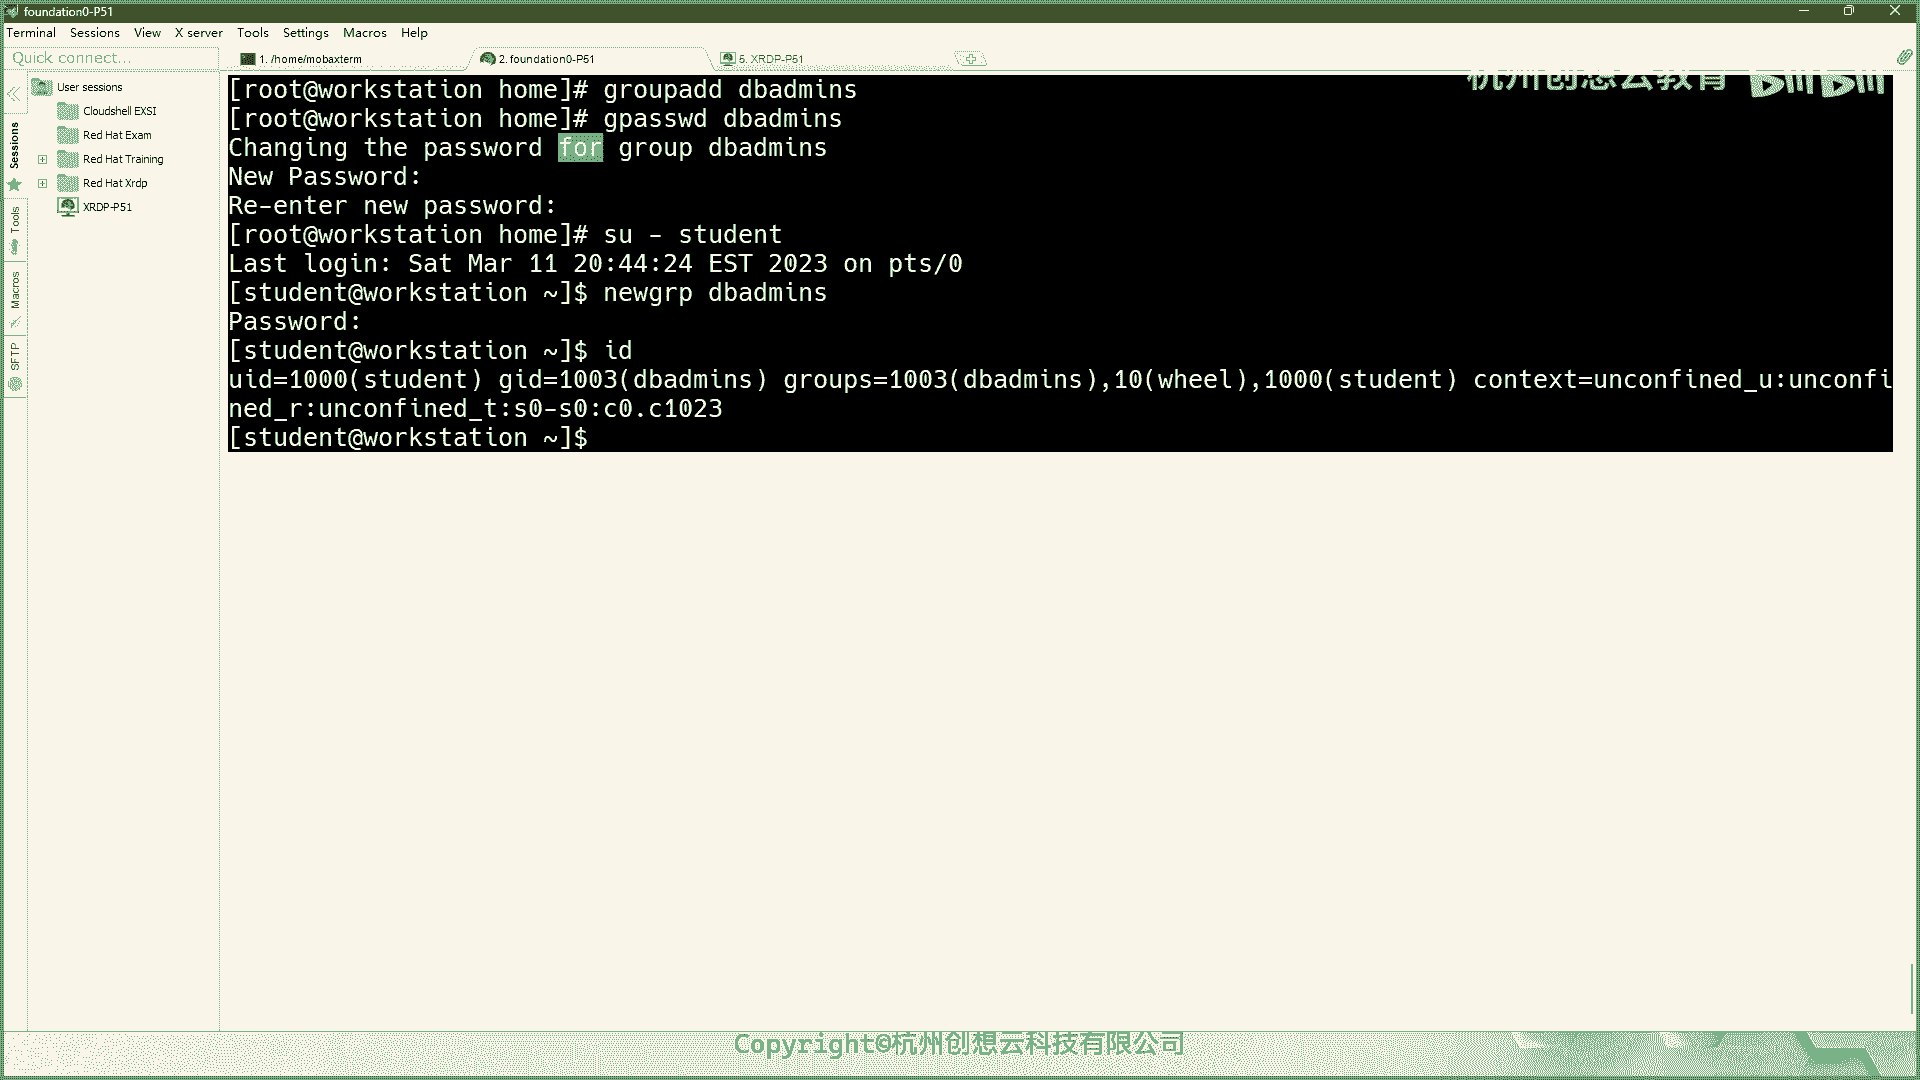 foundation0-P51
Terminal Sessions View X server Tools Settings Macros Help
Quick connect...
1. /home/mobaxterm
2. foundation0-P51
6. XRDP-P51
User sessions
Cloudshell EXSI
Red Hat Exam
Red Hat Training
Red Hat Xrdp
XRDP-P51
Sessions
Tools
Macros
SFTP
杭州创想云教育 bilibili
[root@workstation home]# groupadd dbadmins
[root@workstation home]# gpasswd dbadmins
Changing the password for group dbadmins
New Password:
Re-enter new password:
[root@workstation home]# su - student
Last login: Sat Mar 11 20:44:24 EST 2023 on pts/0
[student@workstation ~]$ newgrp dbadmins
Password:
[student@workstation ~]$ id
uid=1000(student) gid=1003(dbadmins) groups=1003(dbadmins),10(wheel),1000(student) context=unconfined_u:unconfi
ned_r:unconfined_t:s0-s0:c0.c1023
[student@workstation ~]$
Copyright©杭州创想云科技有限公司